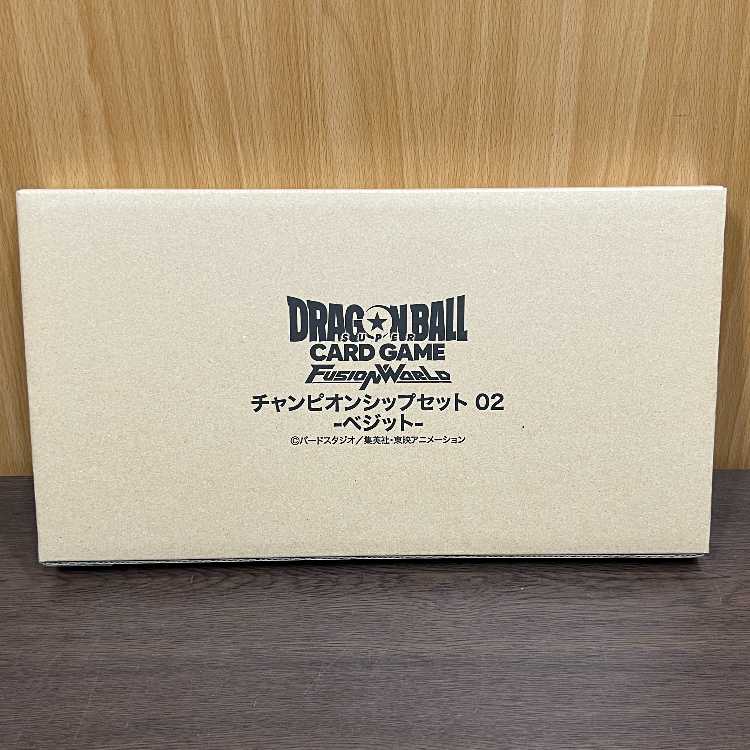 DRAGON BALL
SUPER
CARD GAME
FUSION WORLD
チャンピオンシップセット 02
-ベジット-
©バードスタジオ／集英社・東映アニメーション